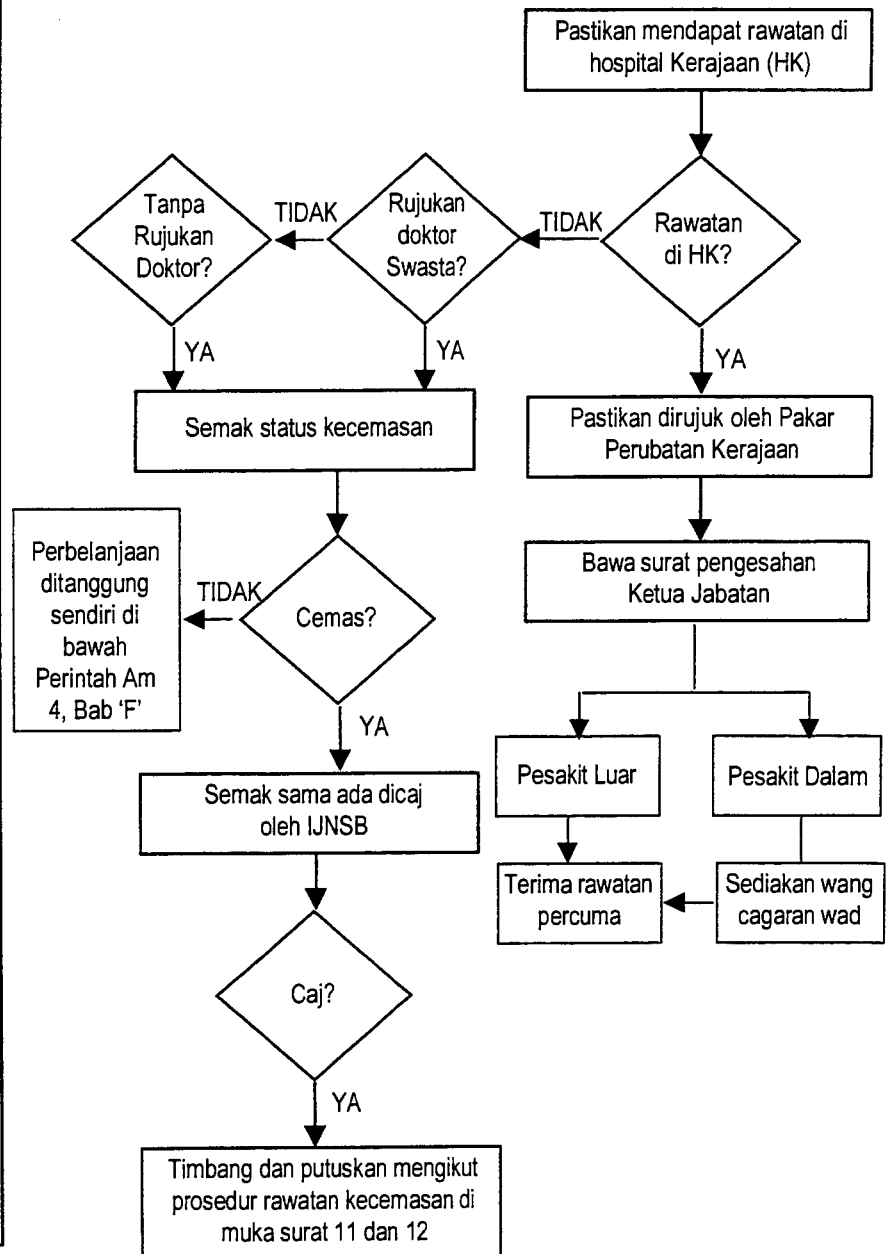 Pastikan mendapat rawatan di
hospital Kerajaan (HK)
Tanpa
Rujukan
Doktor?
TIDAK
Rujukan
doktor
Swasta?
TIDAK
Rawatan
di HK?
YA
YA
YA
Semak status kecemasan
Pastikan dirujuk oleh Pakar
Perubatan Kerajaan
Perbelanjaan
ditanggung
sendiri di
bawah
Perintah Am
4, Bab ‘F’
TIDAK
Cemas?
Bawa surat pengesahan
Ketua Jabatan
YA
Pesakit Luar
Pesakit Dalam
Semak sama ada dicaj
oleh IJNSB
Terima rawatan
percuma
Sediakan wang
cagaran wad
Caj?
YA
Timbang dan putuskan mengikut
prosedur rawatan kecemasan di
muka surat 11 dan 12